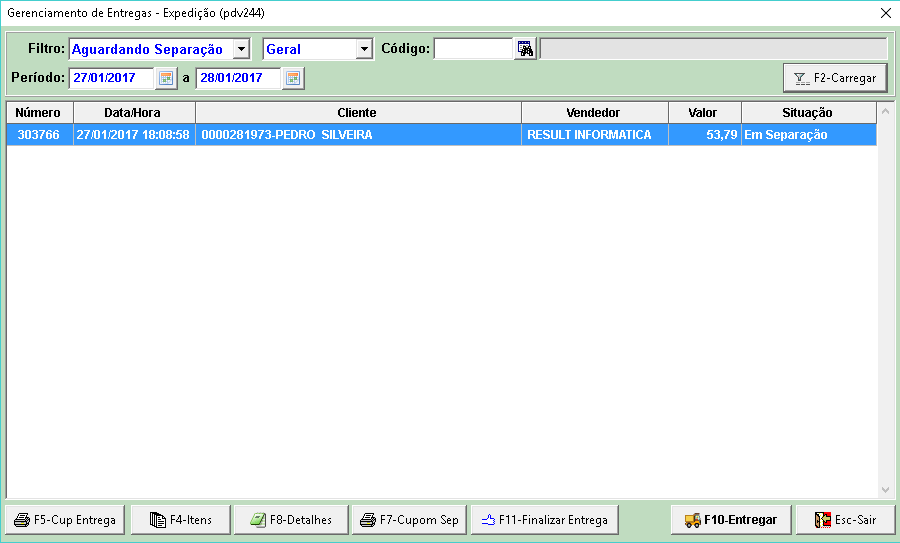 Gerenciamento de Entregas - Expedição (pdv244)
Filtro: Aguardando Separação Geral Código:
Período: 27/01/2017 a 28/01/2017 F2-Carregar
Número Data/Hora Cliente Vendedor Valor Situação
303766 27/01/2017 18:08:58 0000281973-PEDRO SILVEIRA RESULT INFORMATICA 53,79 Em Separação
F5-Cup Entrega F4-Itens F8-Detalhes F7-Cupom Sep F11-Finalizar Entrega F10-Entregar Esc-Sair